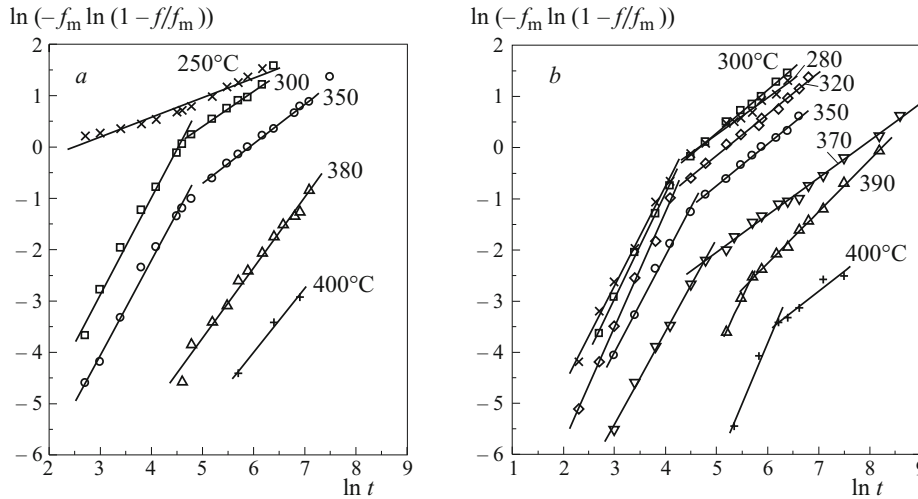 ln (−f_m ln (1 − f/f_m)
ln (−f_m ln (1 − f/f_m)
2
1
0
−1
−2
−3
−4
−5
−6
2 3 4 5 6 7 8 9
ln t
a
250°C
300
350
380
400°C
2
1
0
−1
−2
−3
−4
−5
−6
1 2 3 4 5 6 7 8 9
ln t
b
300°C
280
320
350
370
390
400°C